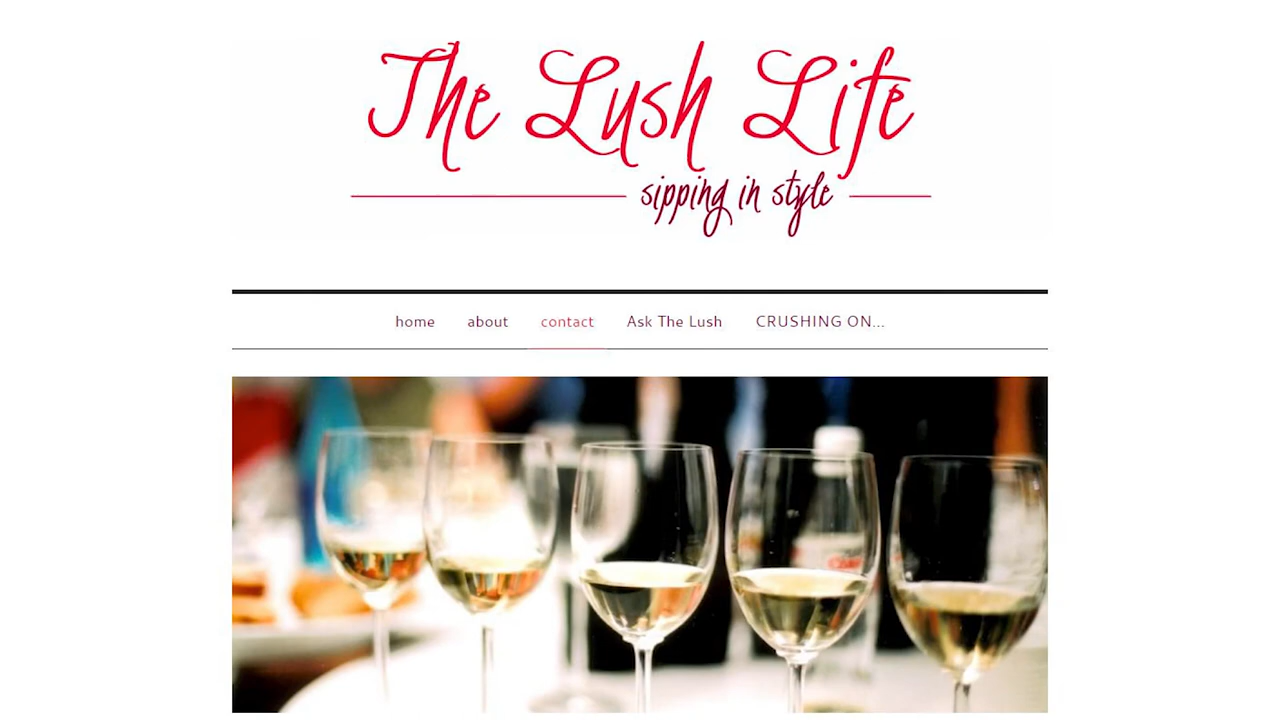 The Lush Life
sipping in style
home about contact Ask The Lush CRUSHING ON...